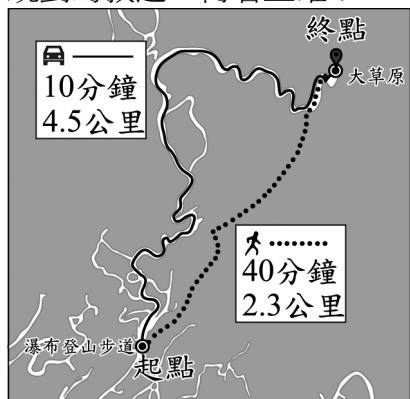 終點
大草原
10分鐘
4.5公里
40分鐘
2.3公里
瀑布登山步道
起點